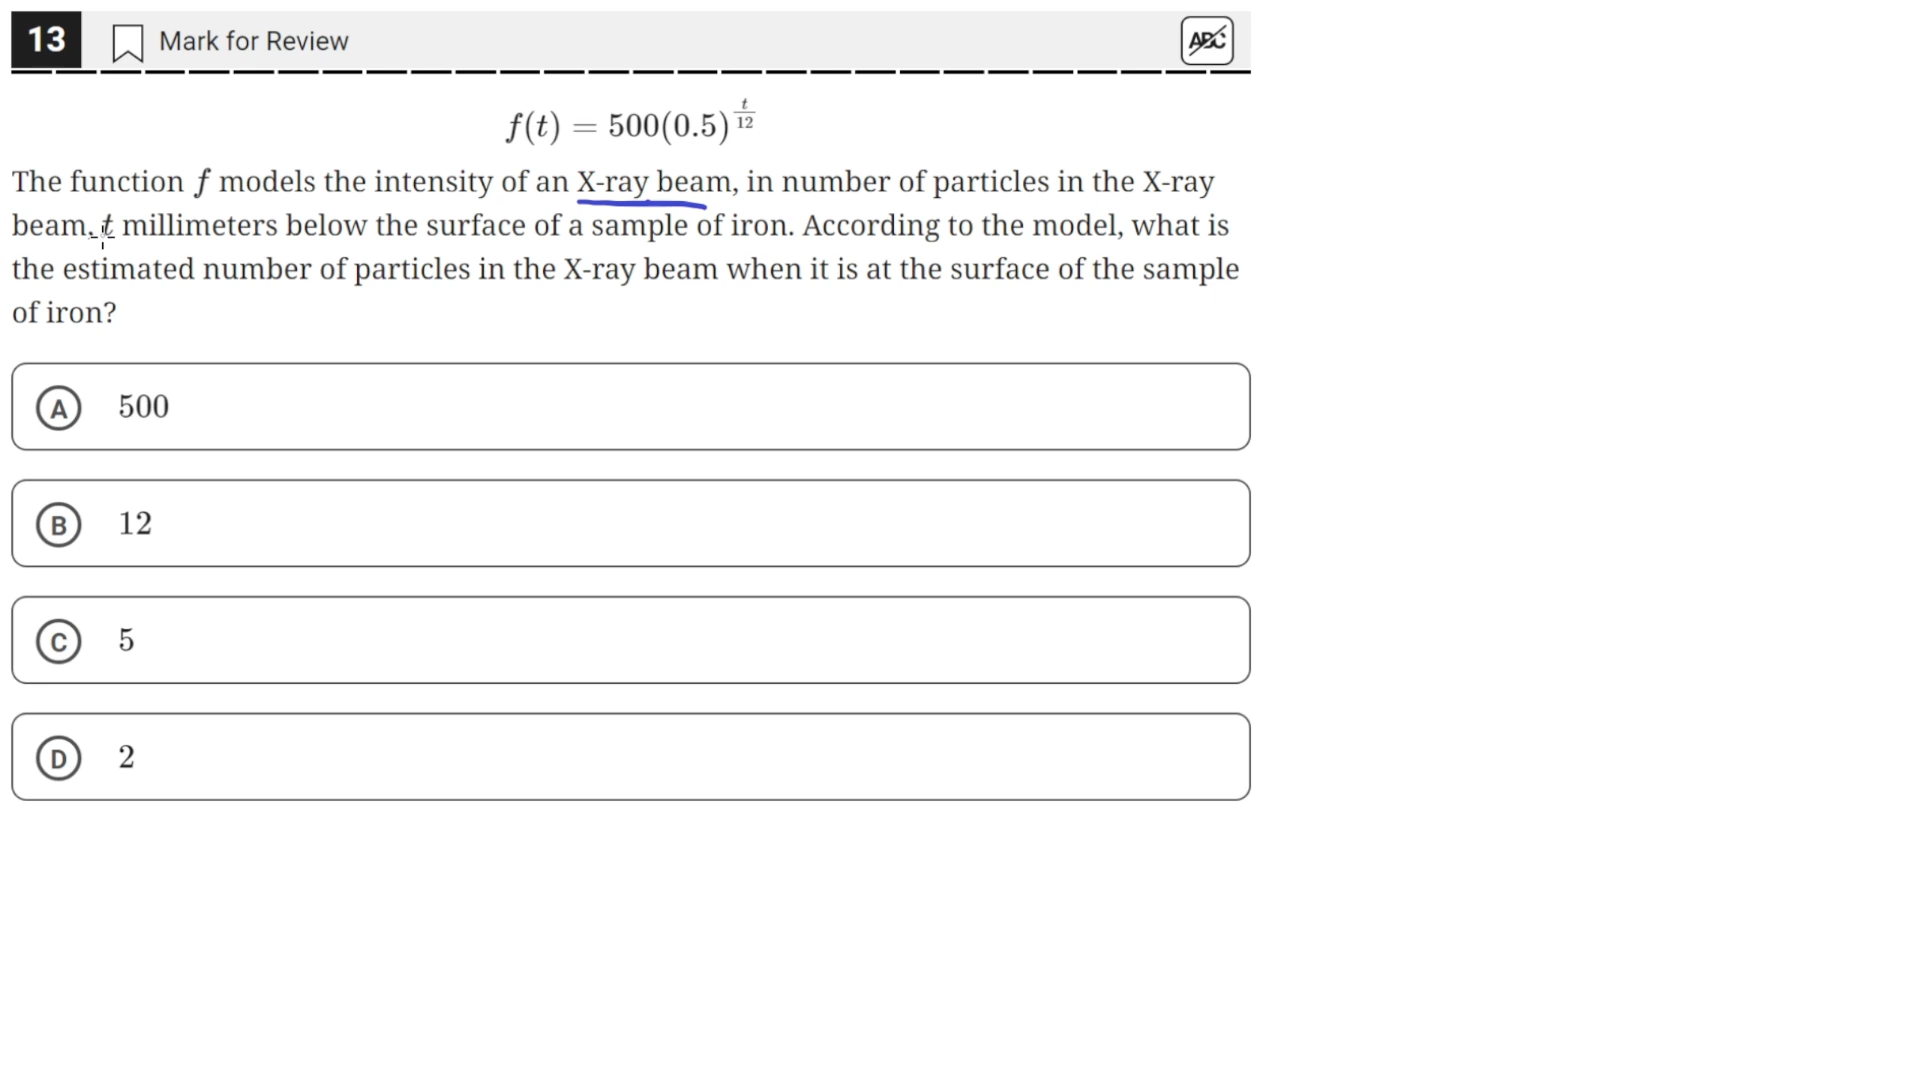 13 Mark for Review ABC
f(t) = 500(0.5)^(t/12)
The function f models the intensity of an X-ray beam, in number of particles in the X-ray
beam, t millimeters below the surface of a sample of iron. According to the model, what is
the estimated number of particles in the X-ray beam when it is at the surface of the sample
of iron?
A 500
B 12
C 5
D 2